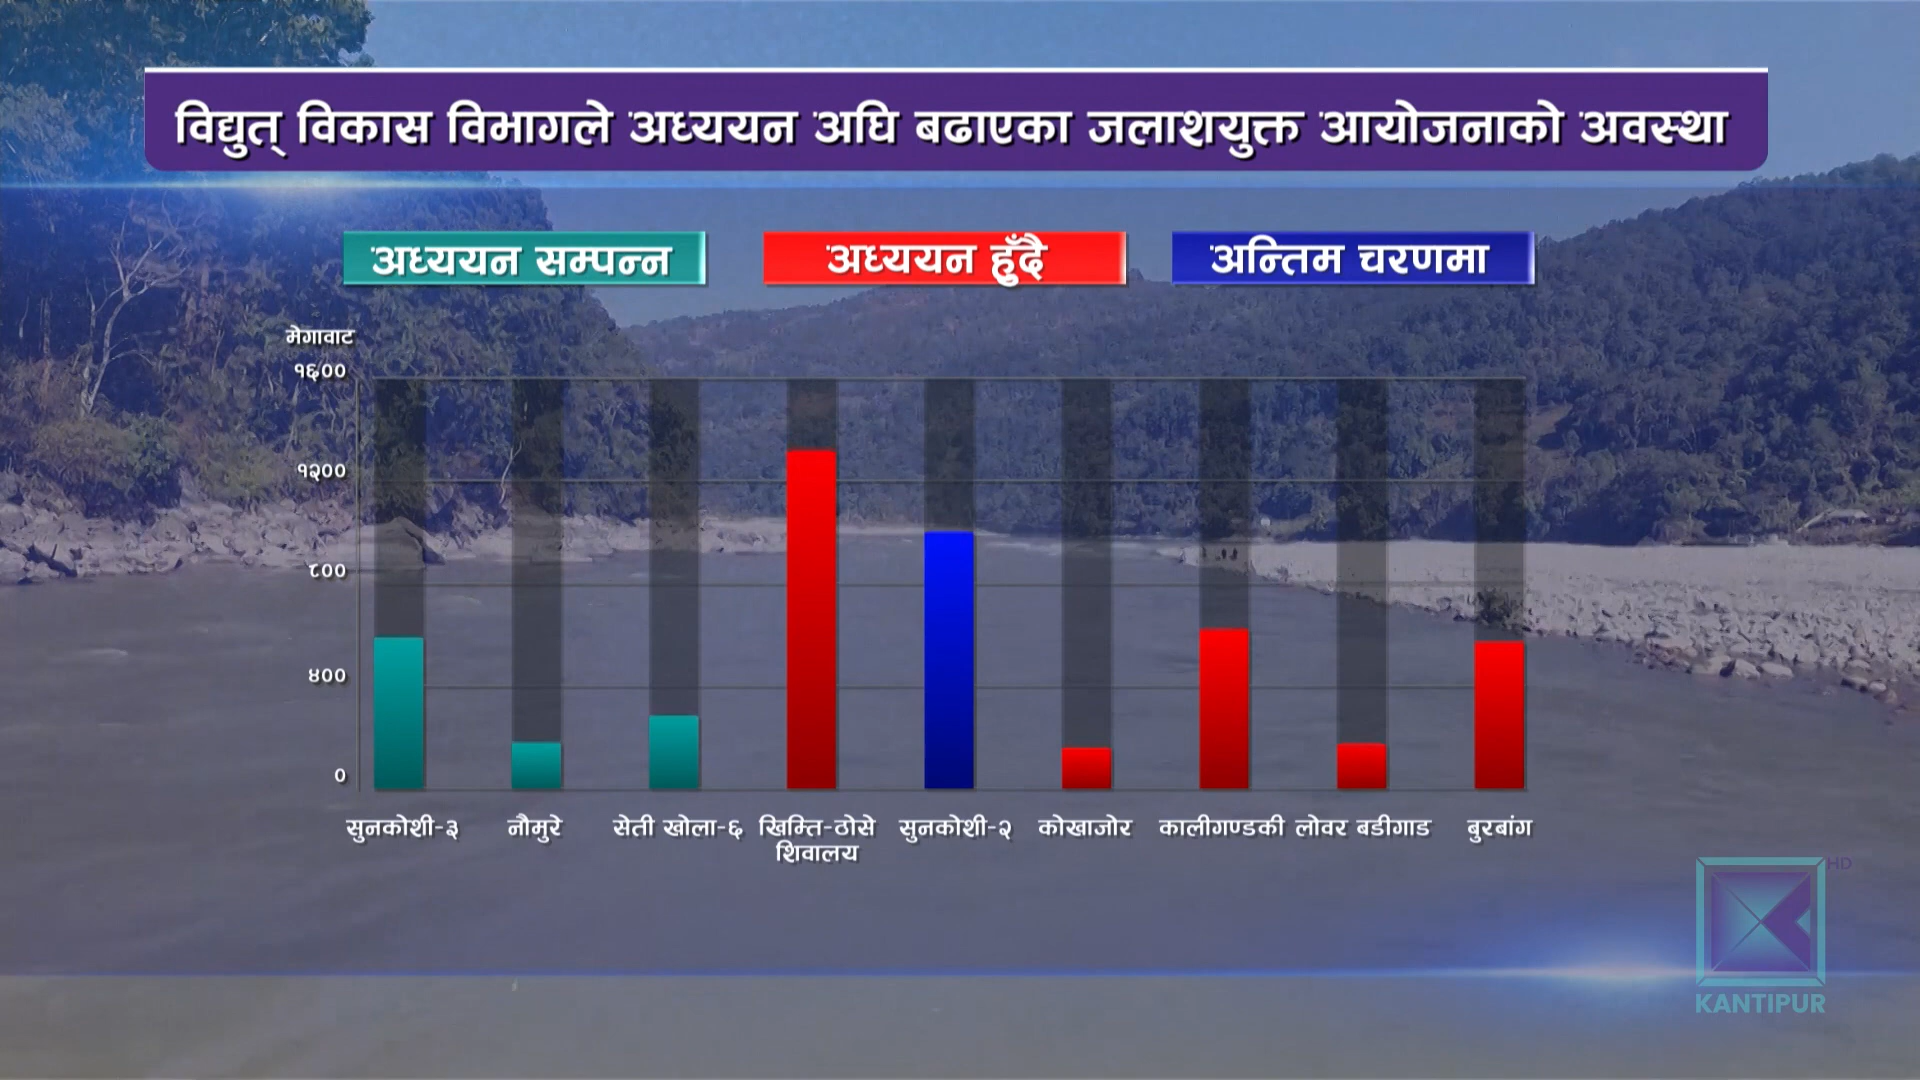 विद्युत् विकास विभागले अध्ययन अघि बढाएका जलाशयुक्त आयोजनाको अवस्था
अध्ययन सम्पन्न अध्ययन हुँदै अन्तिम चरणमा
मेगावाट
१६००
१२००
८००
४००
०
सुनकोशी-३ नौमुरे सेती खोला-६ खिम्ति-ठोसे शिवालय सुनकोशी-२ कोखाजोर कालीगण्डकी लोवर बडीगाड बुरबांग
HD
KANTIPUR